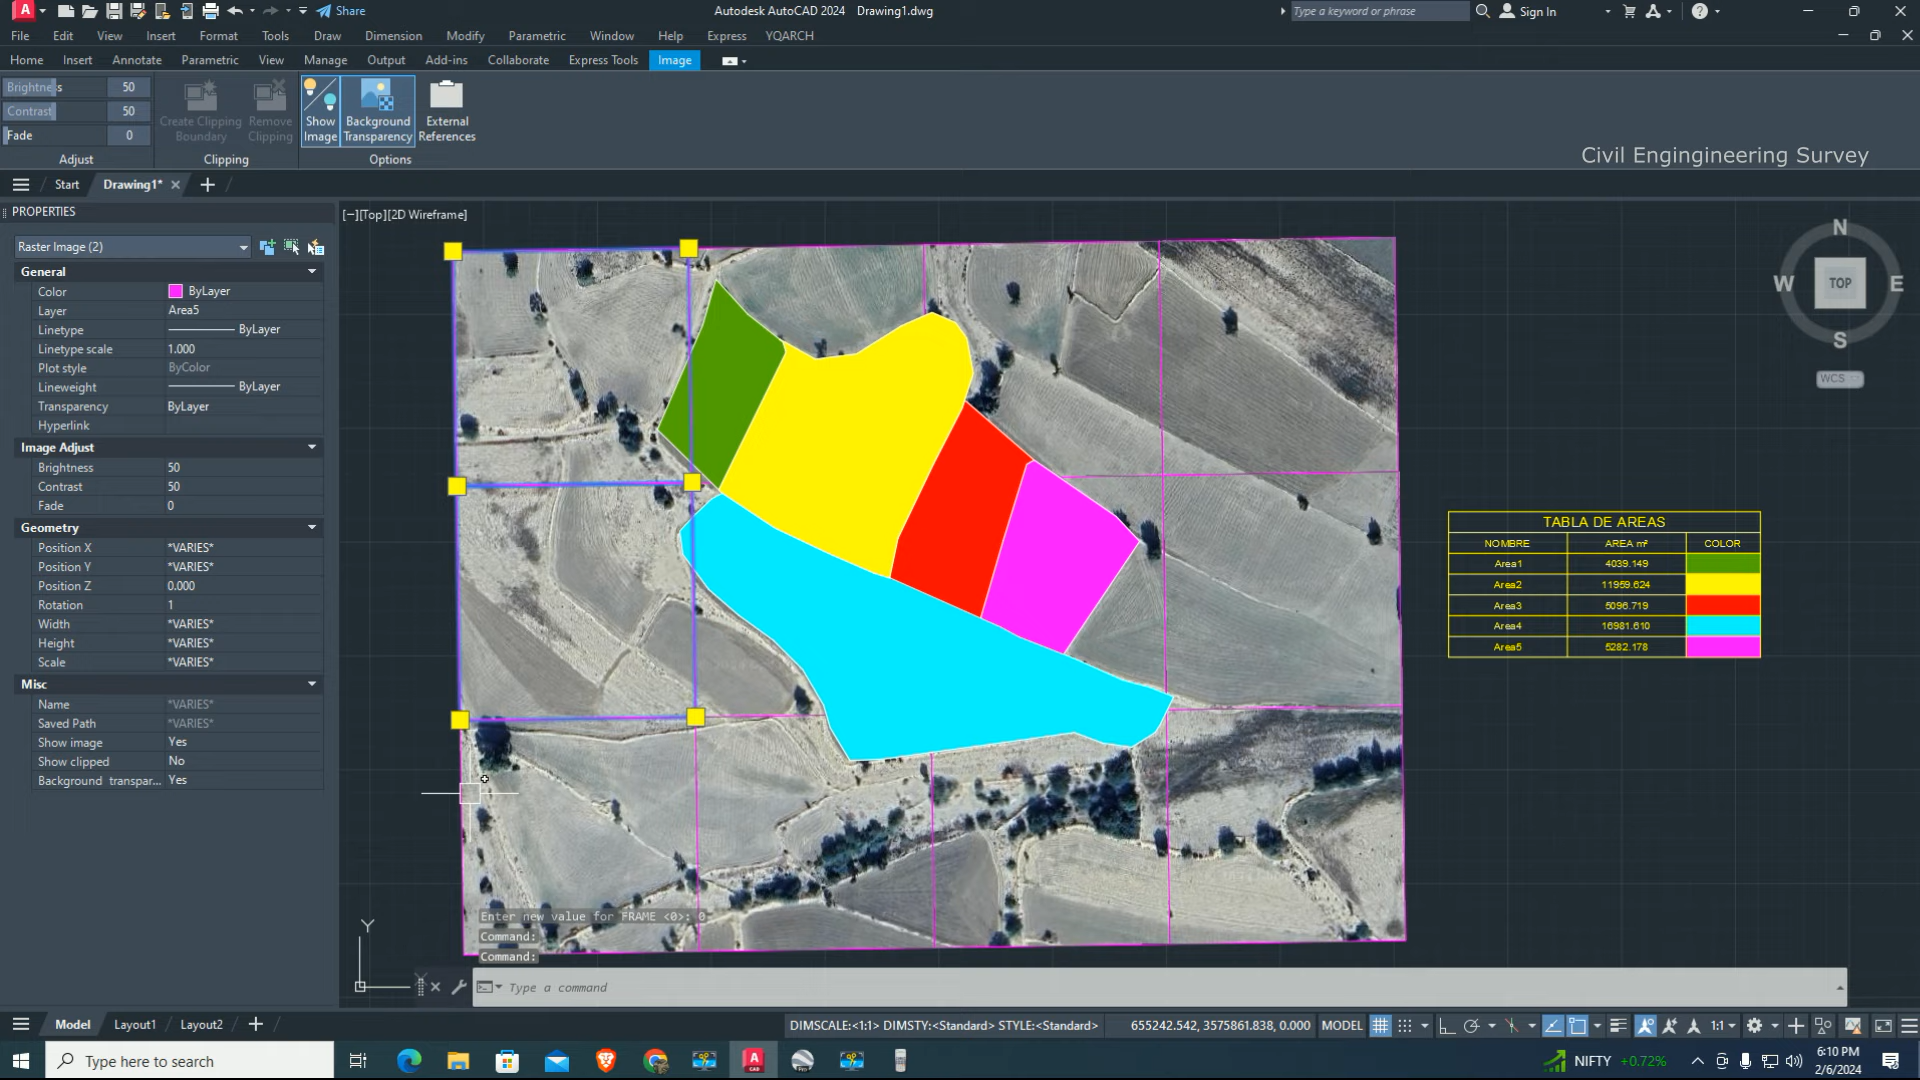 Share
Autodesk AutoCAD 2024 Drawing1.dwg
Type a keyword or phrase
Sign In
File Edit View Insert Format Tools Draw Dimension Modify Parametric Window Help Express YQARCH
Home Insert Annotate Parametric View Manage Output Add-ins Collaborate Express Tools Image
Brightness 50
Contrast 50
Fade 0
Adjust
Create Clipping Boundary
Remove Clipping
Clipping
Show Image
Background Transparency
External References
Options
Civil Engingineering Survey
Start
Drawing1*
PROPERTIES
[−][Top][2D Wireframe]
Raster Image (2)
General
Color ByLayer
Layer Area5
Linetype ByLayer
Linetype scale 1.000
Plot style ByColor
Lineweight ByLayer
Transparency ByLayer
Hyperlink
Image Adjust
Brightness 50
Contrast 50
Fade 0
Geometry
Position X *VARIES*
Position Y *VARIES*
Position Z 0.000
Rotation 1
Width *VARIES*
Height *VARIES*
Scale *VARIES*
Misc
Name *VARIES*
Saved Path *VARIES*
Show image Yes
Show clipped No
Background transpar... Yes
N
W TOP E
S
WCS
TABLA DE AREAS
NOMBRE AREA m² COLOR
Area1 4039.149
Area2 11959.624
Area3 5096.719
Area4 16981.610
Area5 5282.178
Enter new value for FRAME <0>: 0
Command:
Command:
Y
X
Type a command
Model Layout1 Layout2
DIMSCALE:<1:1> DIMSTY:<Standard> STYLE:<Standard>
655242.542, 3575861.838, 0.000 MODEL
1:1
Type here to search
NIFTY +0.72%
6:10 PM
2/6/2024